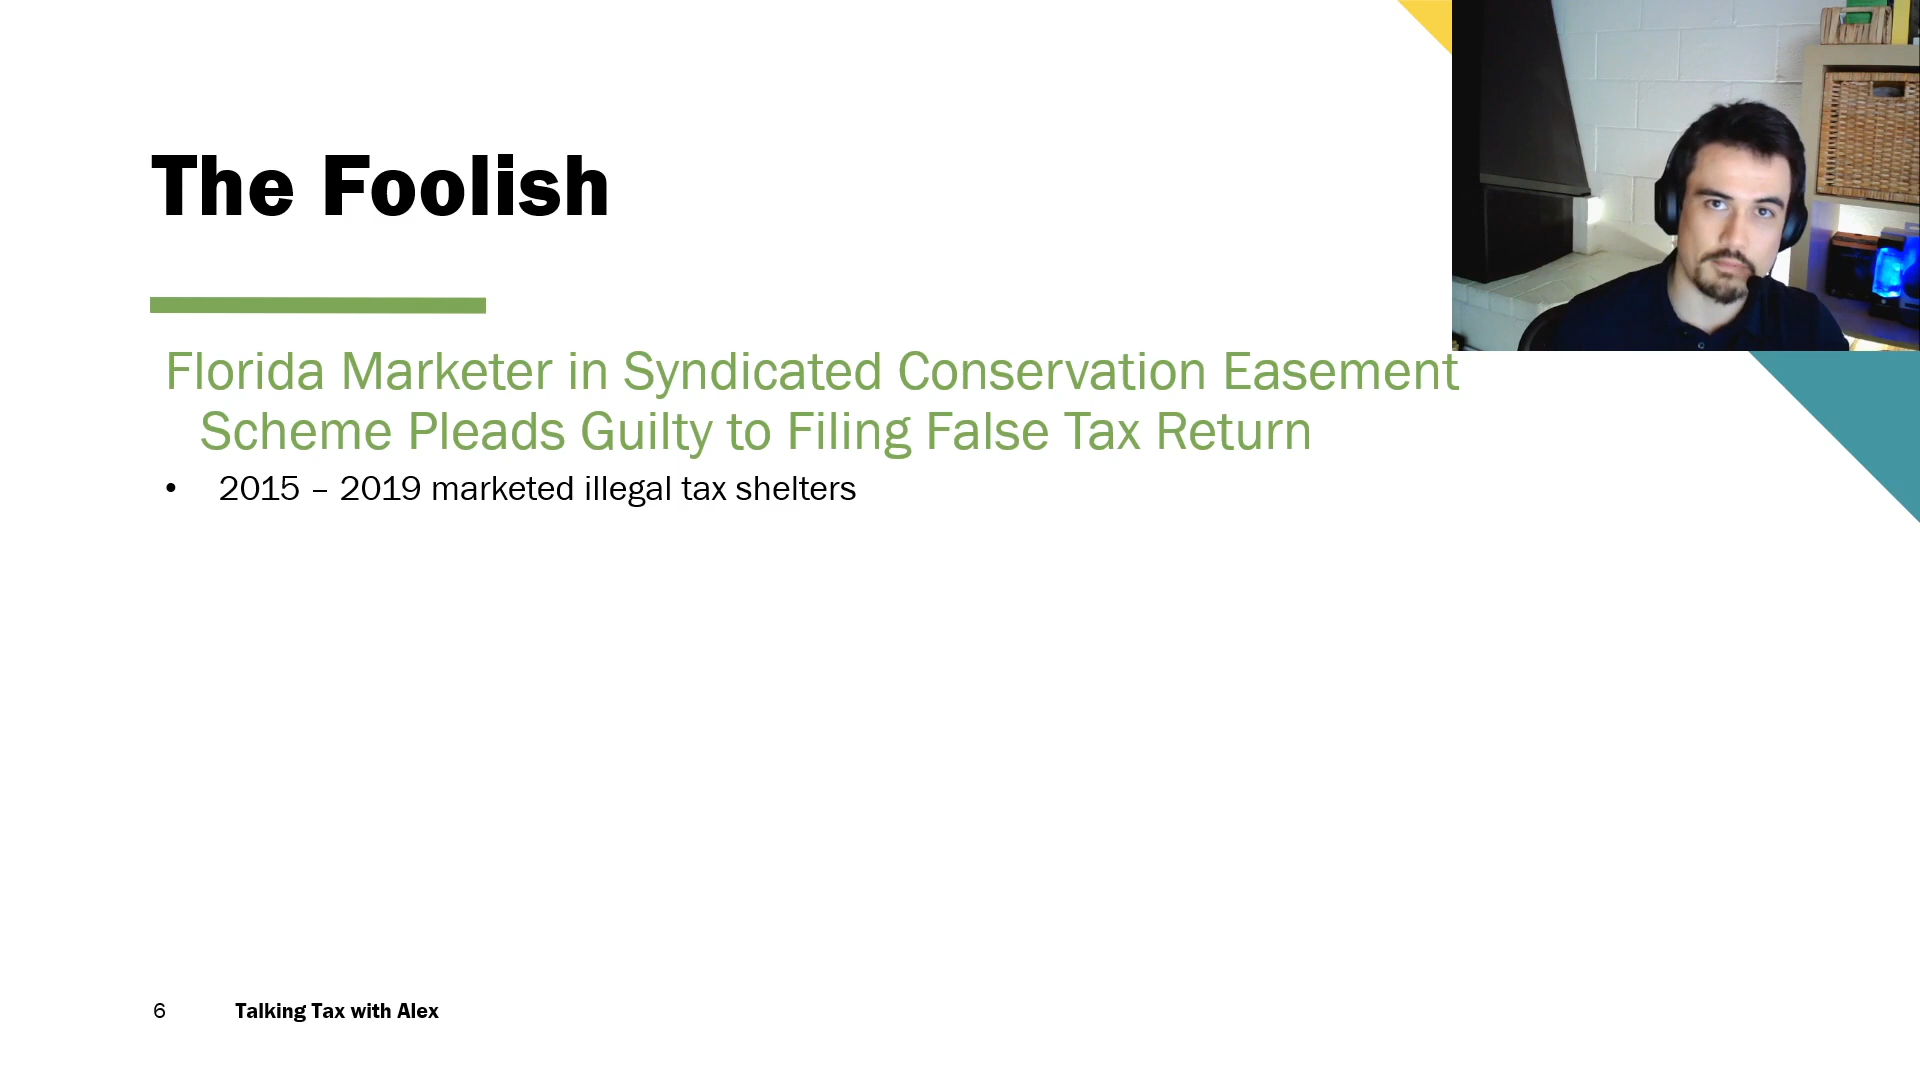 The Foolish
Florida Marketer in Syndicated Conservation Easement
Scheme Pleads Guilty to Filing False Tax Return
• 2015 – 2019 marketed illegal tax shelters
6 Talking Tax with Alex